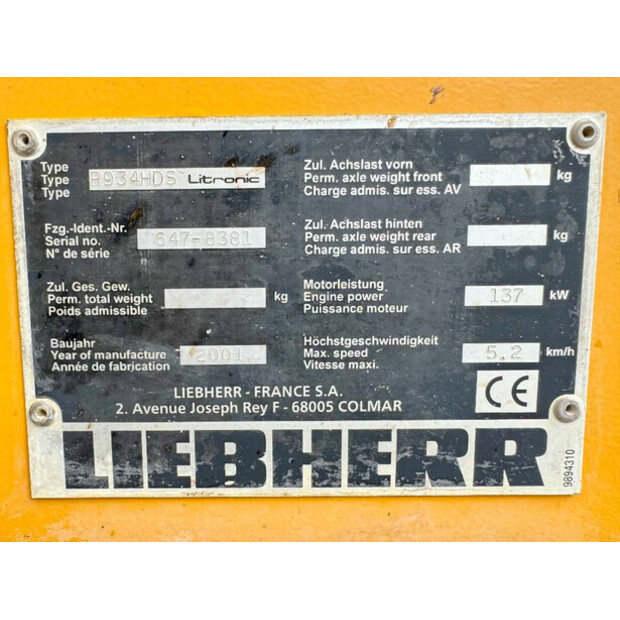 Type
Type R934HDS Litronic
Type
Fzg.-Ident.-Nr.
Serial no. 647-8381
N° de série
Zul. Ges. Gew.
Perm. total weight kg
Poids admissible
Baujahr
Year of manufacture 2001
Année de fabrication
Zul. Achslast vorn
Perm. axle weight front kg
Charge admis. sur ess. AV
Zul. Achslast hinten
Perm. axle weight rear kg
Charge admis. sur ess. AR
Motorleistung
Engine power 137 kW
Puissance moteur
Höchstgeschwindigkeit
Max. speed 5.2 km/h
Vitesse maxi.
LIEBHERR - FRANCE S.A.
2. Avenue Joseph Rey F - 68005 COLMAR
CE
LIEBHERR
9894310